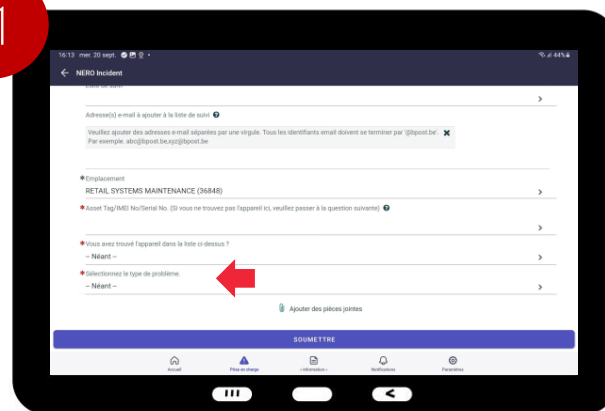 1
16:13 mer. 20 sept.
44%
NERO Incident
Liste de suivi
Adresse(s) e-mail à ajouter à la liste de suivi
Veuillez ajouter des adresses e-mail séparées par une virgule. Tous les identifiants email doivent se terminer par '@bpost.be'.
Par exemple: abc@bpost.be,xyz@bpost.be
*Emplacement
RETAIL SYSTEMS MAINTENANCE (36848)
*Asset Tag/IMEI No/Serial No. (Si vous ne trouvez pas l'appareil ici, veuillez passer à la question suivante)
*Vous avez trouvé l'appareil dans la liste ci-dessus ?
-- Néant --
*Sélectionnez le type de problème.
-- Néant --
Ajouter des pièces jointes
SOUMETTRE
Accueil Prise en charge <Information> Notifications Paramètres